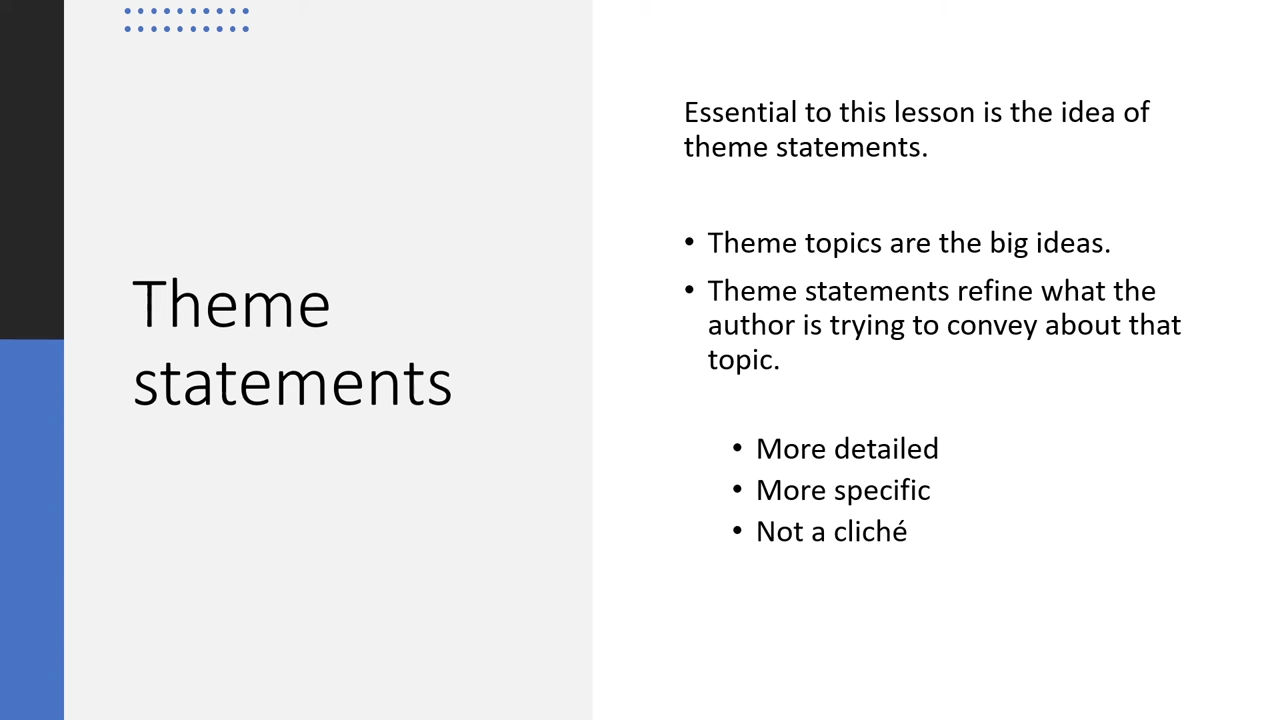 Theme
statements
Essential to this lesson is the idea of
theme statements.
• Theme topics are the big ideas.
• Theme statements refine what the
author is trying to convey about that
topic.
• More detailed
• More specific
• Not a cliché